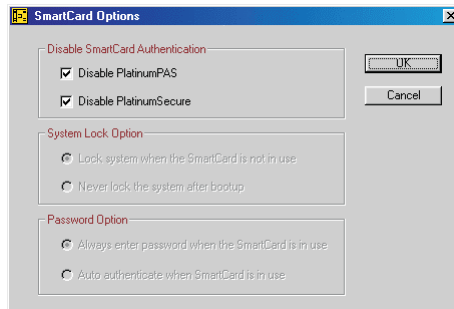 SmartCard Options
Disable SmartCard Authentication
Disable PlatinumPAS
Disable PlatinumSecure
OK
Cancel
System Lock Option
Lock system when the SmartCard is not in use
Never lock the system after bootup
Password Option
Always enter password when the SmartCard is in use
Auto authenticate when SmartCard is in use